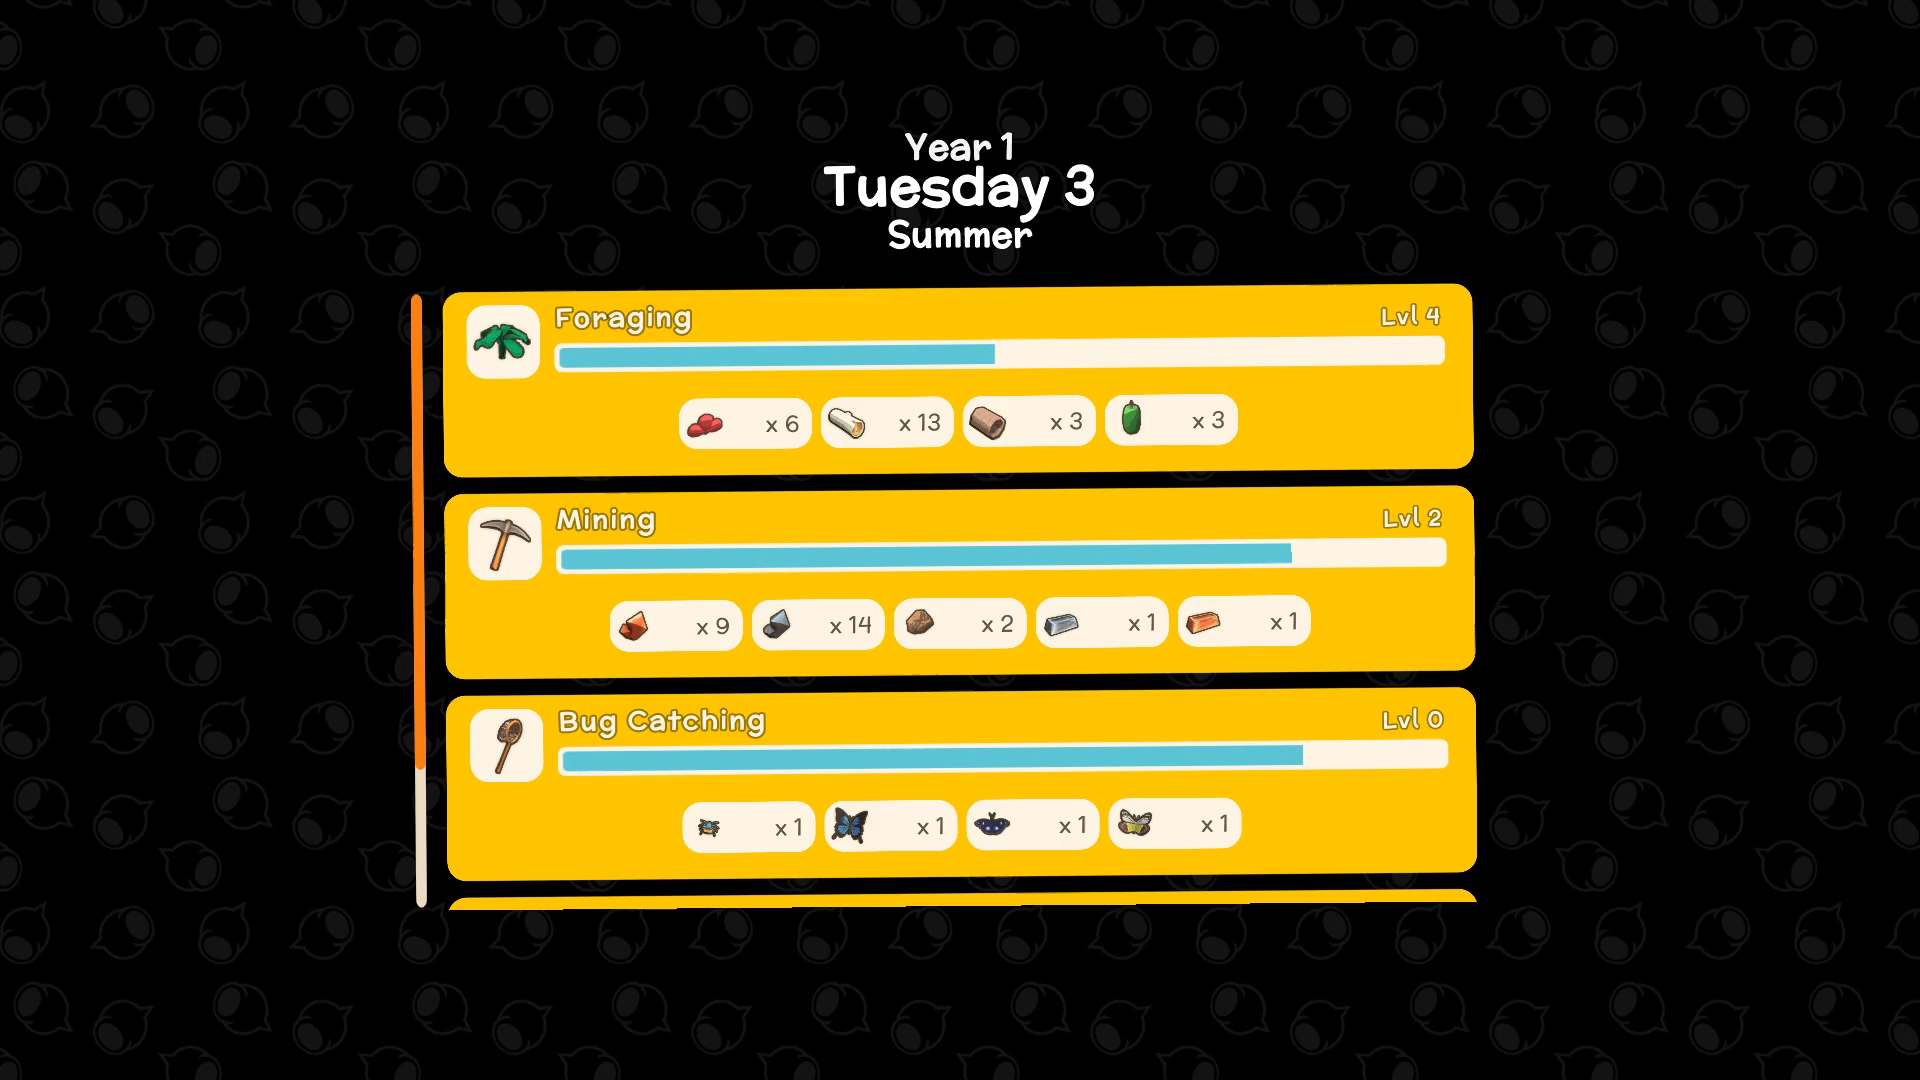 Year 1
Tuesday 3
Summer
Foraging Lvl 4
x 6 x 13 x 3 x 3
Mining Lvl 2
x 9 x 14 x 2 x 1 x 1
Bug Catching Lvl 0
x 1 x 1 x 1 x 1